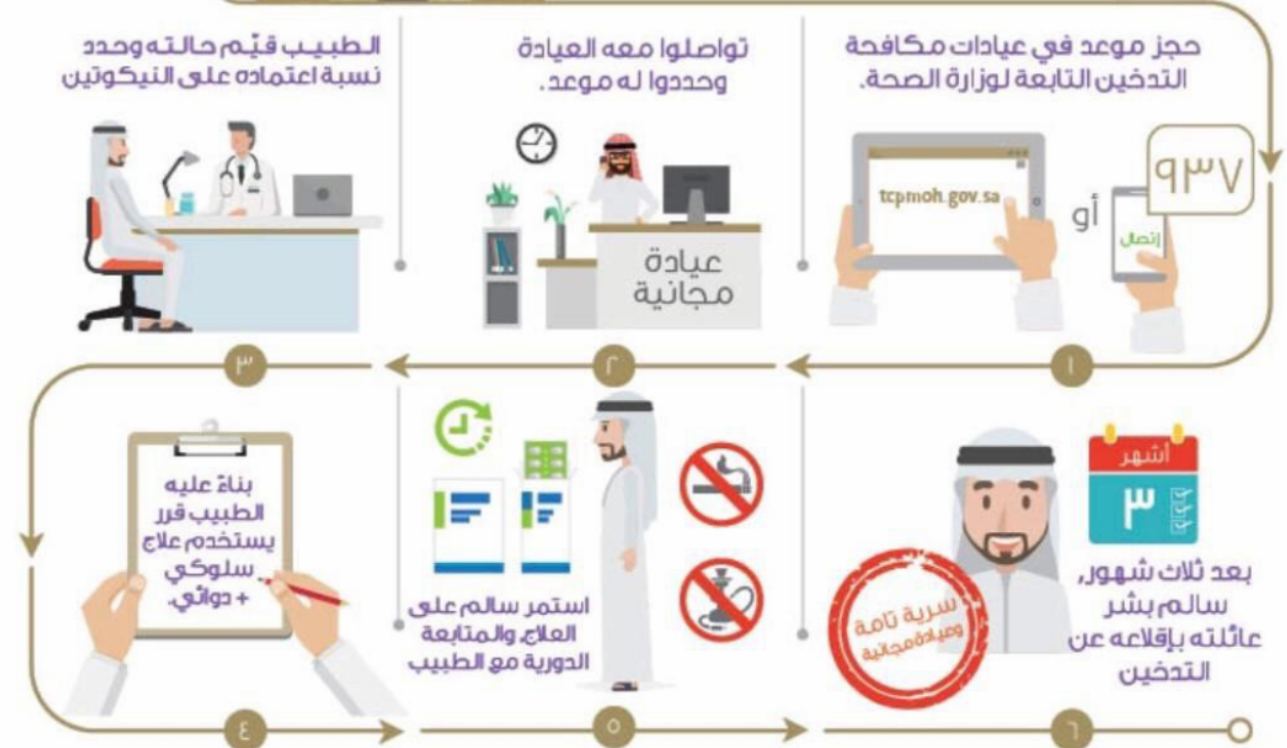 حجز موعد في عيادات مكافحة
التدخين التابعة لوزارة الصحة.
٩٣٧
إتصال
أو
tcpmoh.gov.sa
١
تواصلوا معه العيادة
وحددوا له موعد.
عيادة
مجانية
٢
الطبيب قيّم حالته وحدد
نسبة اعتماده على النيكوتين
٣
بناءً عليه
الطبيب قرر
يستخدم علاج
سلوكي
+ دوائي.
٤
استمر سالم على
العلاج والمتابعة
الدورية مع الطبيب
٥
أشهر
٣
بعد ثلاث شهور,
سالم بشر
عائلته بإقلاعه عن
التدخين
سرية تامة
وعيادة مجانية
٦